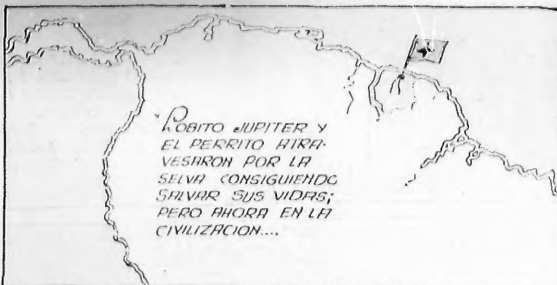 LOBITO JUPITER Y
EL PERRITO ATRA-
VESARON POR LA
SELVA CONSIGUIENDO
SALVAR SUS VIDAS;
PERO AHORA EN LA
CIVILIZACION....